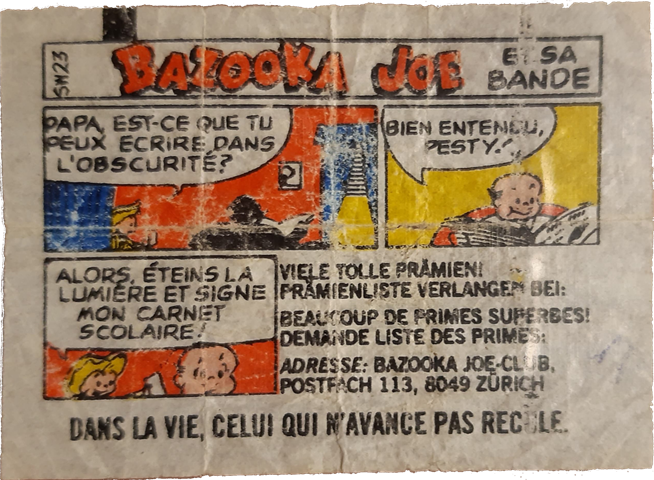 SW23
BAZOOKA JOE
ET SA
BANDE
PAPA, EST-CE QUE TU
PEUX ECRIRE DANS
L'OBSCURITÉ?
BIEN ENTENDU,
PESTY!
ALORS, ÉTEINS LA
LUMIÉRE ET SIGNE
MON CARNET
SCOLAIRE!
VIELE TOLLE PRÄMIEN!
PRÄMIENLISTE VERLANGEN BEI:
BEAUCOUP DE PRIMES SUPERBES!
DEMANDE LISTE DES PRIMES:
ADRESSE: BAZOOKA JOE-CLUB,
POSTFACH 113, 8049 ZÜRICH
DANS LA VIE, CELUI QUI N'AVANCE PAS RECULE.